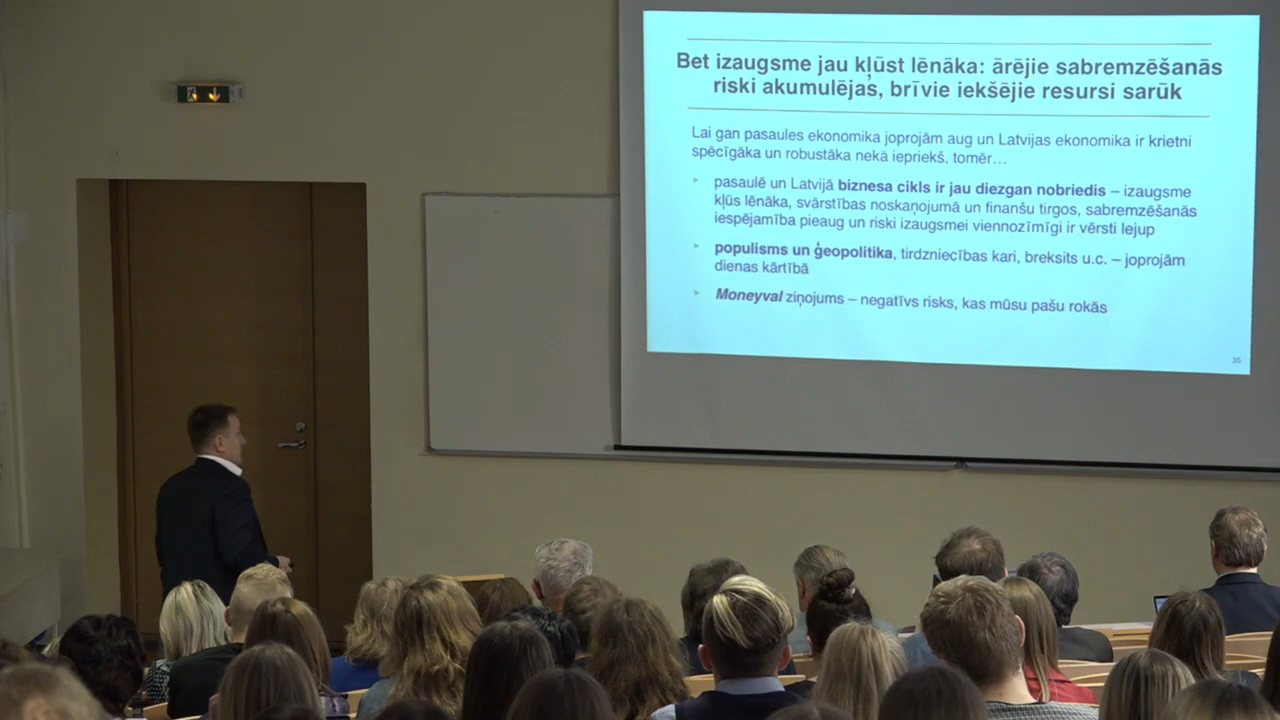 Bet izaugsme jau kļūst lēnāka: ārējie sabremzēšanās
riski akumulējas, brīvie iekšējie resursi sarūk
Lai gan pasaules ekonomika joprojām aug un Latvijas ekonomika ir krietni
spēcīgāka un robustāka nekā iepriekš, tomēr…
pasaulē un Latvijā biznesa cikls ir jau diezgan nobriedis – izaugsme
kļūs lēnāka, svārstības noskaņojumā un finanšu tirgos, sabremzēšanās
iespējamība pieaug un riski izaugsmei viennozīmīgi ir vērsti lejup
populisms un ģeopolitika, tirdzniecības kari, breksits u.c. – joprojām
dienas kārtībā
Moneyval ziņojums – negatīvs risks, kas mūsu pašu rokās
35